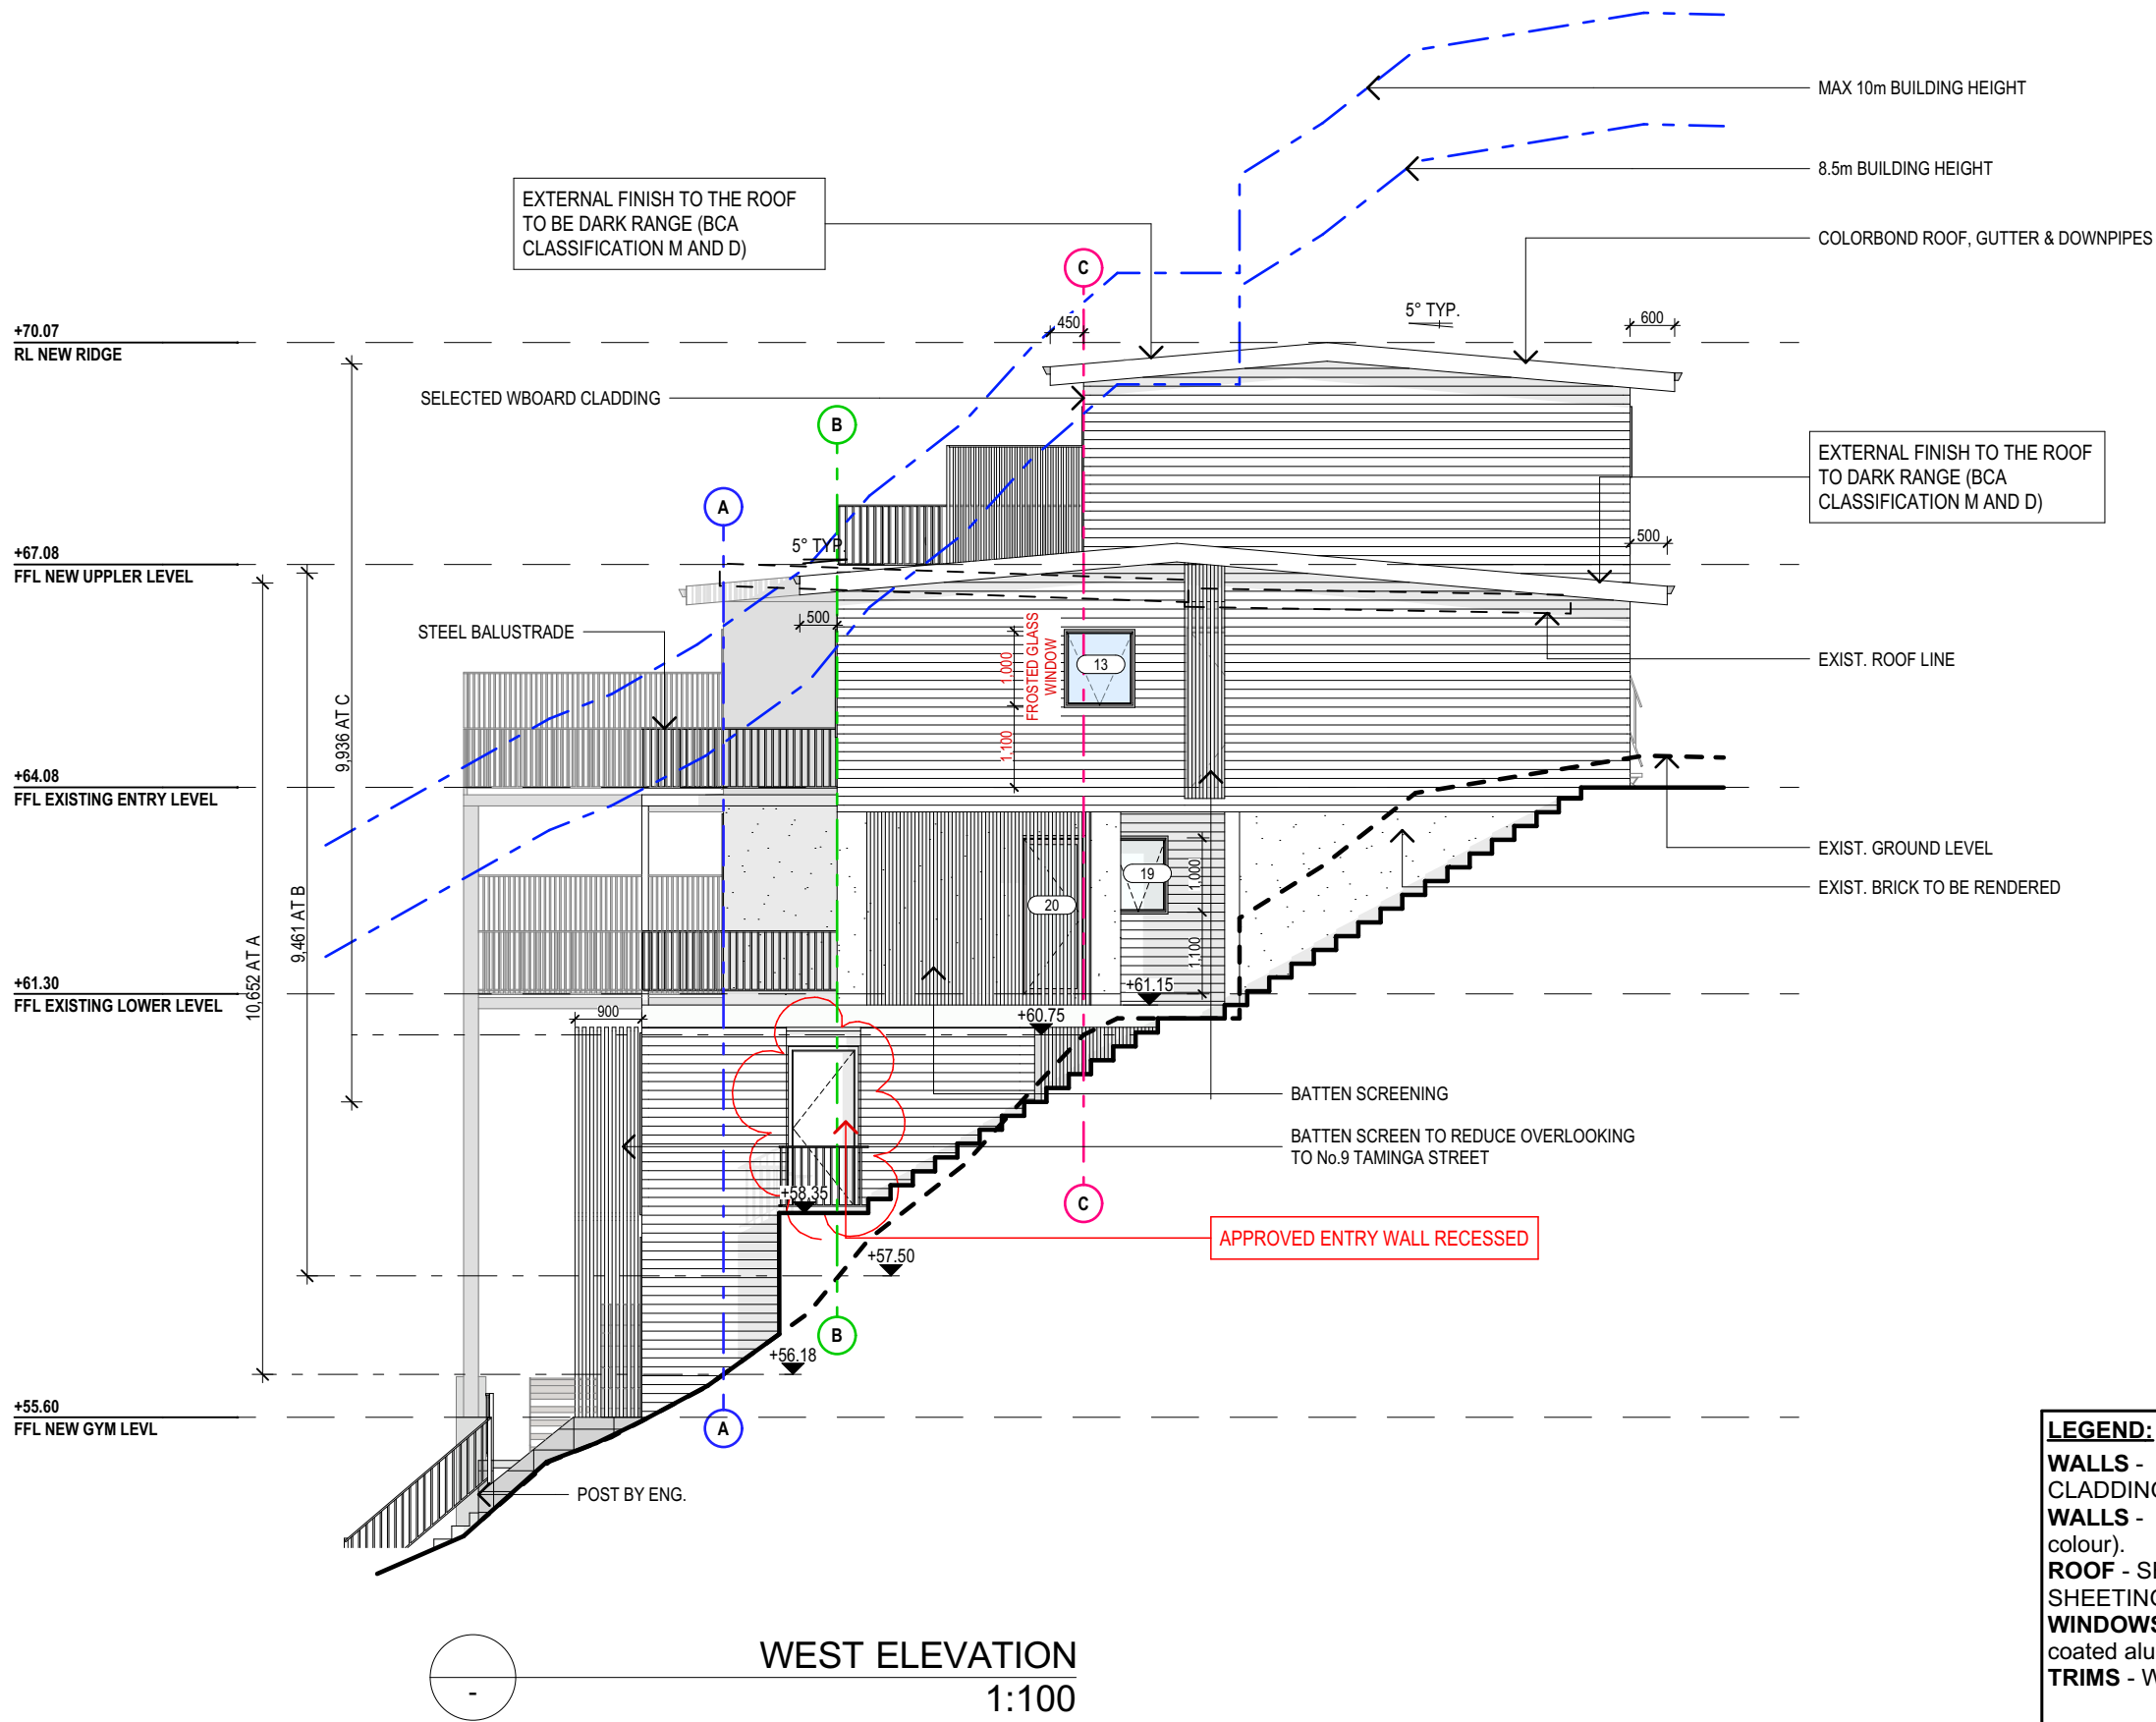 MAX 10m BUILDING HEIGHT
8.5m BUILDING HEIGHT
EXTERNAL FINISH TO THE ROOF
TO BE DARK RANGE (BCA
CLASSIFICATION M AND D)
COLORBOND ROOF, GUTTER & DOWNPIPES
C
5° TYP.
450
600
+70.07
RL NEW RIDGE
SELECTED WBOARD CLADDING
B
EXTERNAL FINISH TO THE ROOF
TO DARK RANGE (BCA
CLASSIFICATION M AND D)
A
500
5° TYP.
+67.08
FFL NEW UPPLER LEVEL
500
STEEL BALUSTRADE
1,000
FROSTED GLASS
WINDOW
13
EXIST. ROOF LINE
9,936 AT C
1,100
+64.08
FFL EXISTING ENTRY LEVEL
EXIST. GROUND LEVEL
1,000
19
20
EXIST. BRICK TO BE RENDERED
9,461 AT B
10,652 AT A
1,100
+61.30
FFL EXISTING LOWER LEVEL
+61.15
900
+60.75
BATTEN SCREENING
BATTEN SCREEN TO REDUCE OVERLOOKING
TO No.9 TAMINGA STREET
+58.35
C
APPROVED ENTRY WALL RECESSED
+57.50
B
+56.18
+55.60
FFL NEW GYM LEVL
A
POST BY ENG.
LEGEND:
WALLS -
CLADDING
WALLS -
colour).
ROOF - S
SHEETING
WINDOWS
coated alu
TRIMS - W
WEST ELEVATION
-
1:100